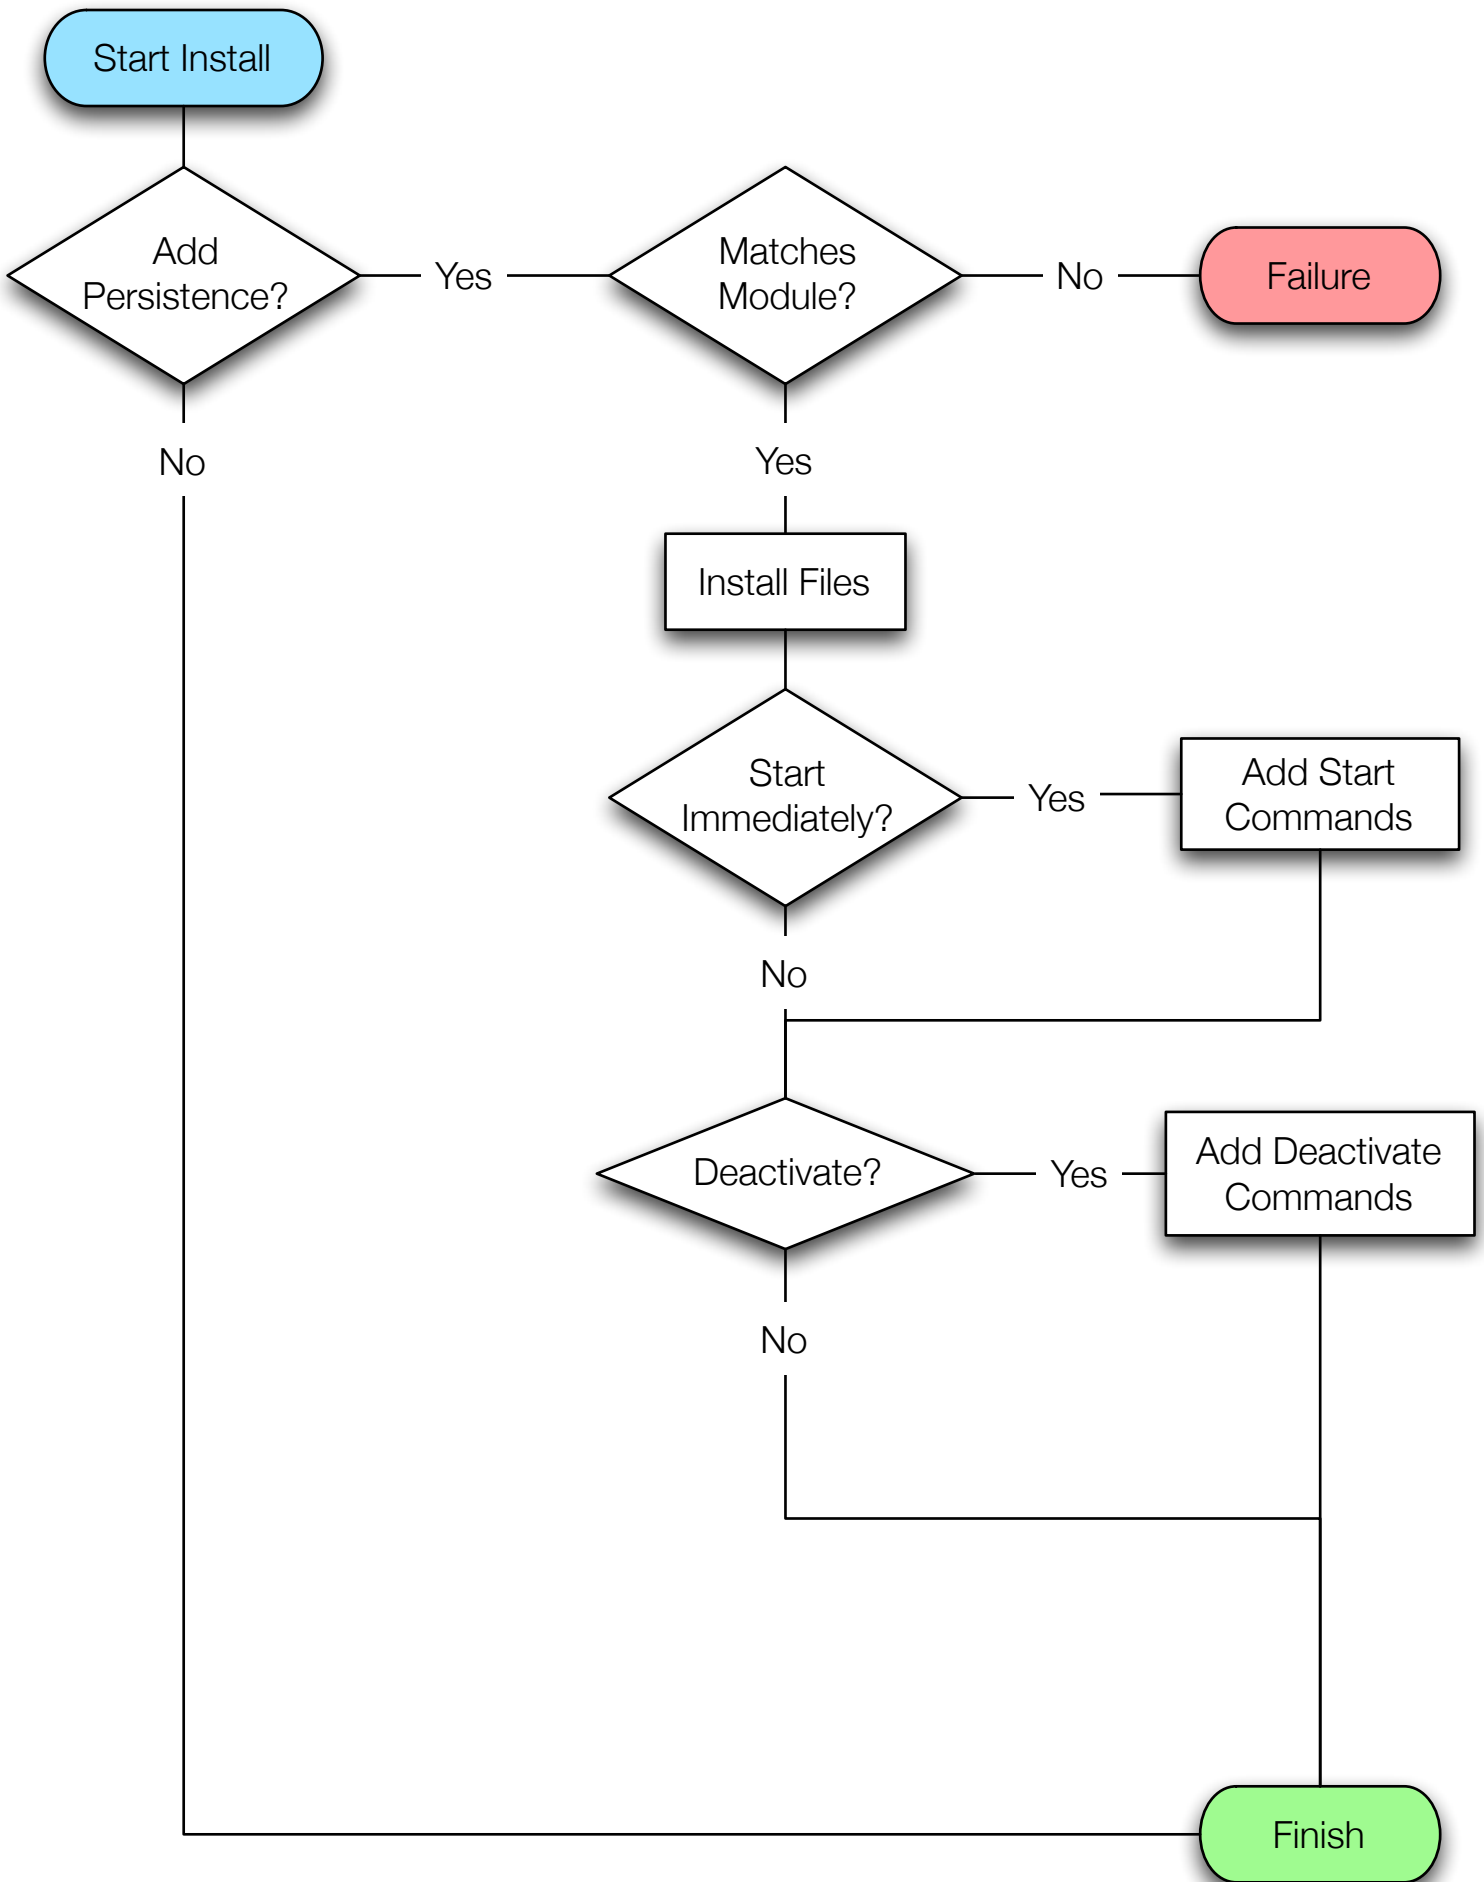 Start Install
Add
Persistence?
Yes
Matches
Module?
No
Failure
No
Yes
Install Files
Start
Immediately?
Yes
Add Start
Commands
No
Deactivate?
Yes
Add Deactivate
Commands
No
Finish